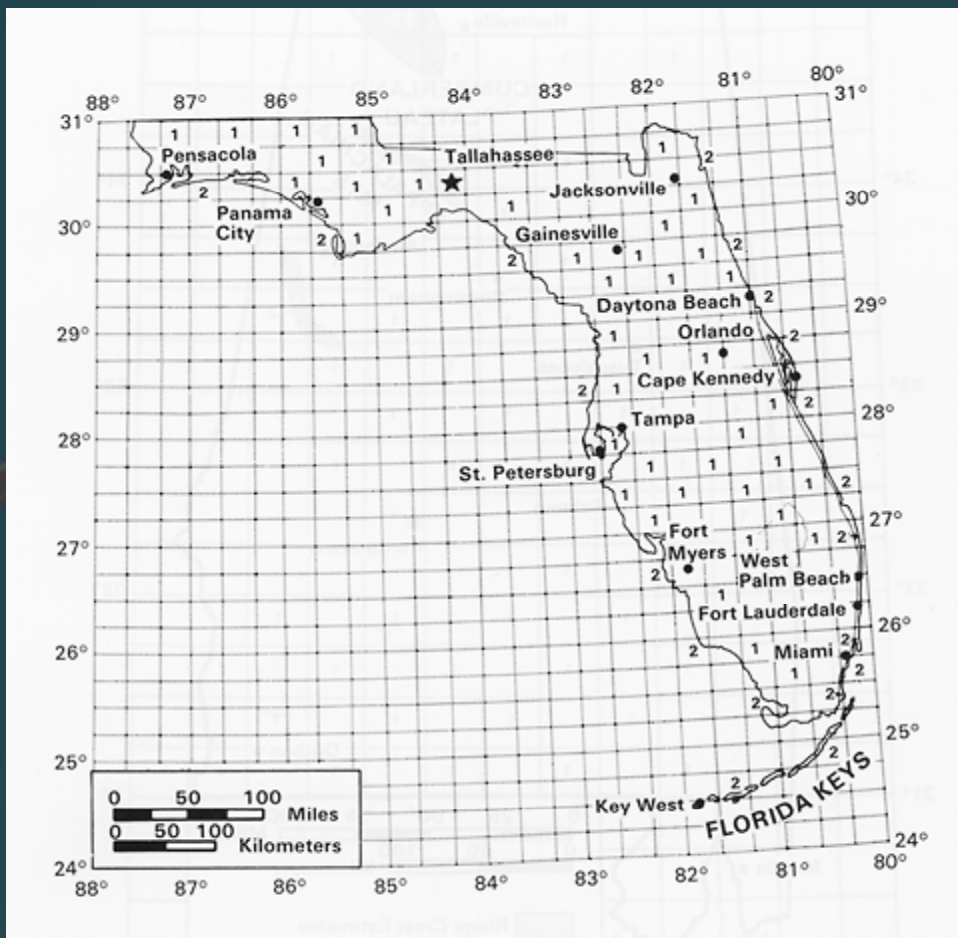 88° 87° 86° 85° 84° 83° 82° 81° 80°
31° 31°
1 1 1 1
Pensacola 1 1 Tallahassee 1 2
2 1 1 1 Jacksonville
Panama 1 1 1 30°
City
30° 2 1 Gainesville 1 2
2 1 1 1
1 1 1
Daytona Beach 2 29°
29° 1 Orlando 2
1 1
2 1 Cape Kennedy
1 2 28°
28° Tampa
1 1
St. Petersburg 1 1 1
1 1 1 1 2
1 1 27°
27° Fort
Myers 1 1 2
2 West
Palm Beach
1
Fort Lauderdale 26°
26° 2 1 Miami 2
1 2
2 2
25°
25° 2
0 50 100 Miles
0 50 100 Kilometers
2
Key West
FLORIDA KEYS
24° 24°
88° 87° 86° 85° 84° 83° 82° 81° 80°